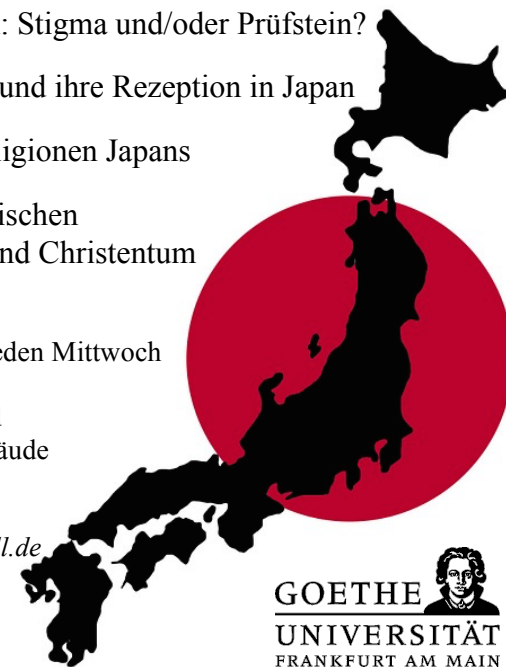 : Stigma und/oder Prüfstein?
und ihre Rezeption in Japan
ligionen Japans
ischen
nd Christentum
eden Mittwoch
äude
l.de
GOETHE
UNIVERSITÄT
FRANKFURT AM MAIN